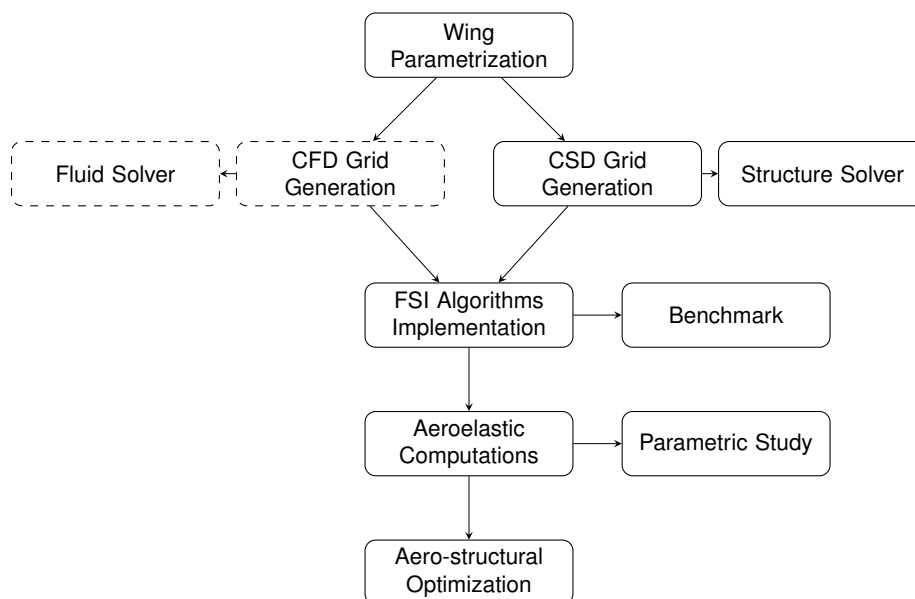 Wing
Parametrization
Fluid Solver
CFD Grid
Generation
CSD Grid
Generation
Structure Solver
FSI Algorithms
Implementation
Benchmark
Aeroelastic
Computations
Parametric Study
Aero-structural
Optimization